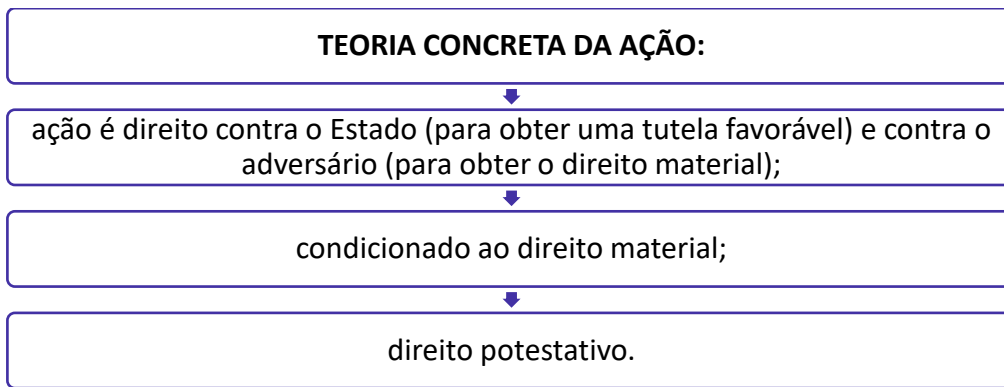 TEORIA CONCRETA DA AÇÃO:
ação é direito contra o Estado (para obter uma tutela favorável) e contra o
adversário (para obter o direito material);
condicionado ao direito material;
direito potestativo.